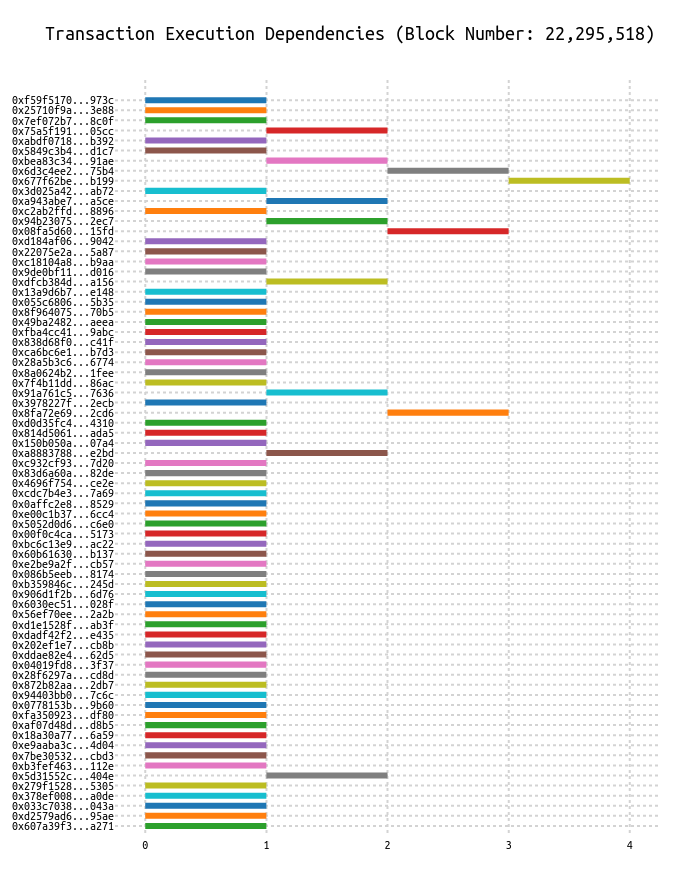 Transaction Execution Dependencies (Block Number: 22,295,518)
0xf59f5170...973c
0x25710f9a...3e88
0x7ef072b7...8c0f
0x75a5f191...05cc
0xabdf0718...b392
0x5849c3b4...d1c7
0xbea83c34...91ae
0x6d3c4ee2...75b4
0x677f62be...b199
0x3d025a42...ab72
0xa943abe7...a5ce
0xc2ab2ffd...8896
0x94b23075...2ec7
0x08fa5d60...15fd
0xd184af06...9042
0x22075e2a...5a87
0xc18104a8...b9aa
0x9de0bf11...d016
0xdfcb384d...a156
0x13a9d6b7...e148
0x055c6806...5b35
0x8f964075...70b5
0x49ba2482...aeea
0xfba4cc41...9abc
0x838d68f0...c41f
0xca6bc6e1...b7d3
0x28a5b3c6...6774
0x8a0624b2...1fee
0x7f4b11dd...86ac
0x91a761c5...7636
0x3978227f...2ecb
0x8fa72e69...2cd6
0xd0d35fc4...4310
0x814d5061...ada5
0x150b050a...07a4
0xa8883788...e2bd
0xc932cf93...7d20
0x83d6a60a...82de
0x4696f754...ce2e
0xcdc7b4e3...7a69
0x0affc2e8...8529
0xe00c1b37...6cc4
0x5052d0d6...c6e0
0x00f0c4ca...5173
0xbc6c13e9...ac22
0x60b61630...b137
0xe2be9a2f...cb57
0x086b5eeb...8174
0xb359846c...245d
0x906d1f2b...6d76
0x6030ec51...028f
0x56ef70ee...2a2b
0xd1e1528f...ab3f
0xdadf42f2...e435
0x202ef1e7...cb8b
0xddae82e4...62d5
0x04019fd8...3f37
0x28f6297a...cd8d
0x872b82aa...2db7
0x94403bb0...7c6c
0x0778153b...9b60
0xfa350923...df80
0xaf07d48d...d8b5
0x18a30a77...6a59
0xe9aaba3c...4d04
0x7be30532...cbd3
0xb3fef463...112e
0x5d31552c...404e
0x279f1528...5305
0x378ef008...a0de
0x033c7038...043a
0xd2579ad6...95ae
0x607a39f3...a271
0 1 2 3 4